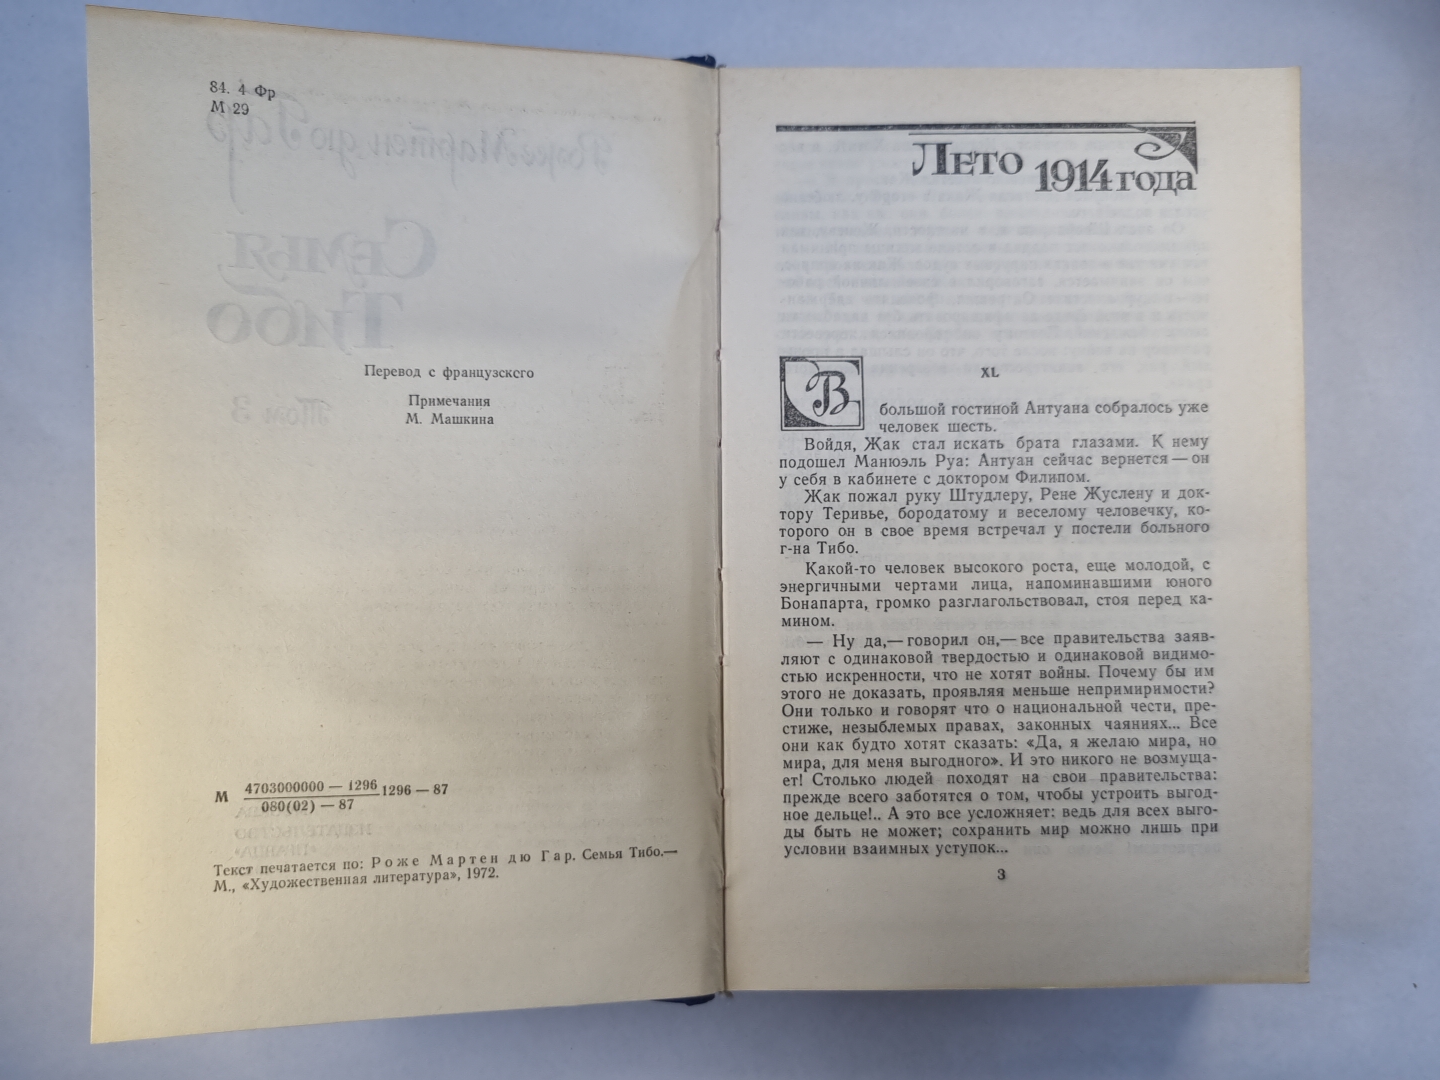 84. 4 Фр
М 29
Перевод с французского
Примечания
М. Машкина
М 4703000000 — 1296 1296 — 87
080(02) — 87
Текст печатается по: Роже Мартен дю Гар. Семья Тибо.—
М., «Художественная литература», 1972.
Лето
1914 года
XL
В большой гостиной Антуана собралось уже
человек шесть.
Войдя, Жак стал искать брата глазами. К нему
подошел Манюэль Руа: Антуан сейчас вернется — он
у себя в кабинете с доктором Филипом.
Жак пожал руку Штудлеру, Рене Жуслену и док-
тору Теривье, бородатому и веселому человечку, ко-
торого он в свое время встречал у постели больного
г-на Тибо.
Какой-то человек высокого роста, еще молодой, с
энергичными чертами лица, напоминавшими юного
Бонапарта, громко разглагольствовал, стоя перед ка-
мином.
— Ну да,— говорил он,— все правительства заяв-
ляют с одинаковой твердостью и одинаковой видимо-
стью искренности, что не хотят войны. Почему бы им
этого не доказать, проявляя меньше непримиримости?
Они только и говорят что о национальной чести, пре-
стиже, незыблемых правах, законных чаяниях... Все
они как будто хотят сказать: «Да, я желаю мира, но
мира, для меня выгодного». И это никого не возмуща-
ет! Столько людей походят на свои правительства:
прежде всего заботятся о том, чтобы устроить выгод-
ное дельце!.. А это все усложняет: ведь для всех выго-
ды быть не может; сохранить мир можно лишь при
условии взаимных уступок...
3